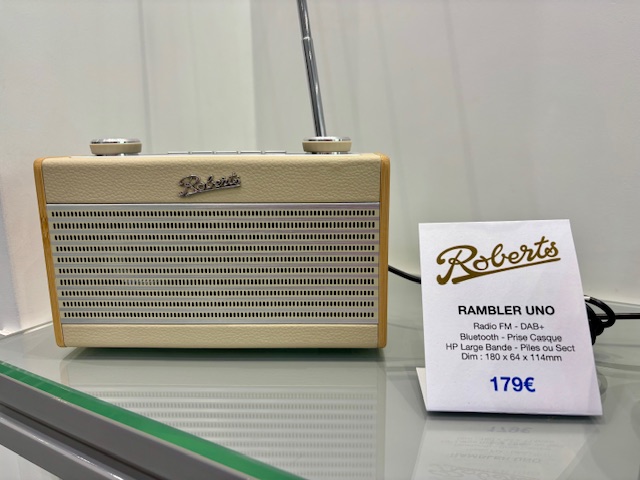 Roberts
Roberts
RAMBLER UNO
Radio FM - DAB+
Bluetooth - Prise Casque
HP Large Bande - Piles ou Sect
Dim : 180 x 64 x 114mm
179€